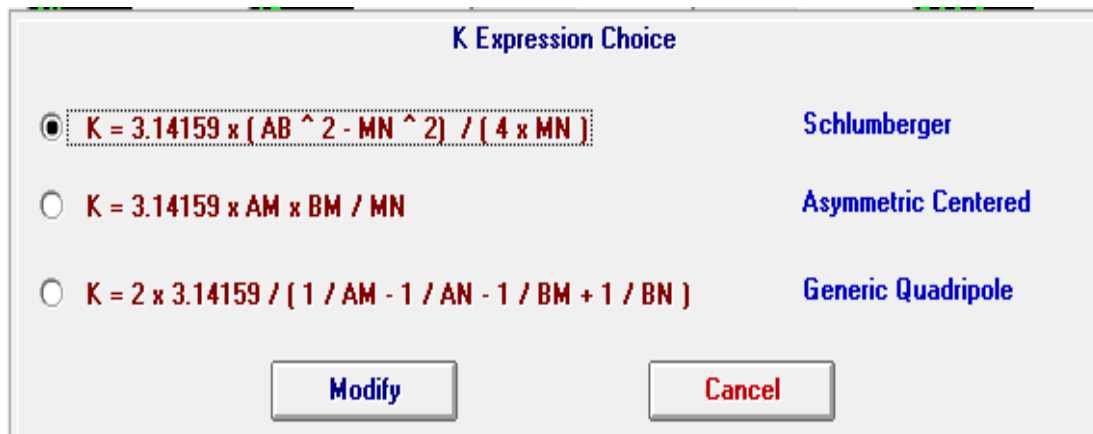 K Expression Choice
K = 3.14159 x ( AB ^ 2 - MN ^ 2) / ( 4 x MN ) Schlumberger
K = 3.14159 x AM x BM / MN Asymmetric Centered
K = 2 x 3.14159 / ( 1 / AM - 1 / AN - 1 / BM + 1 / BN ) Generic Quadripole
Modify Cancel